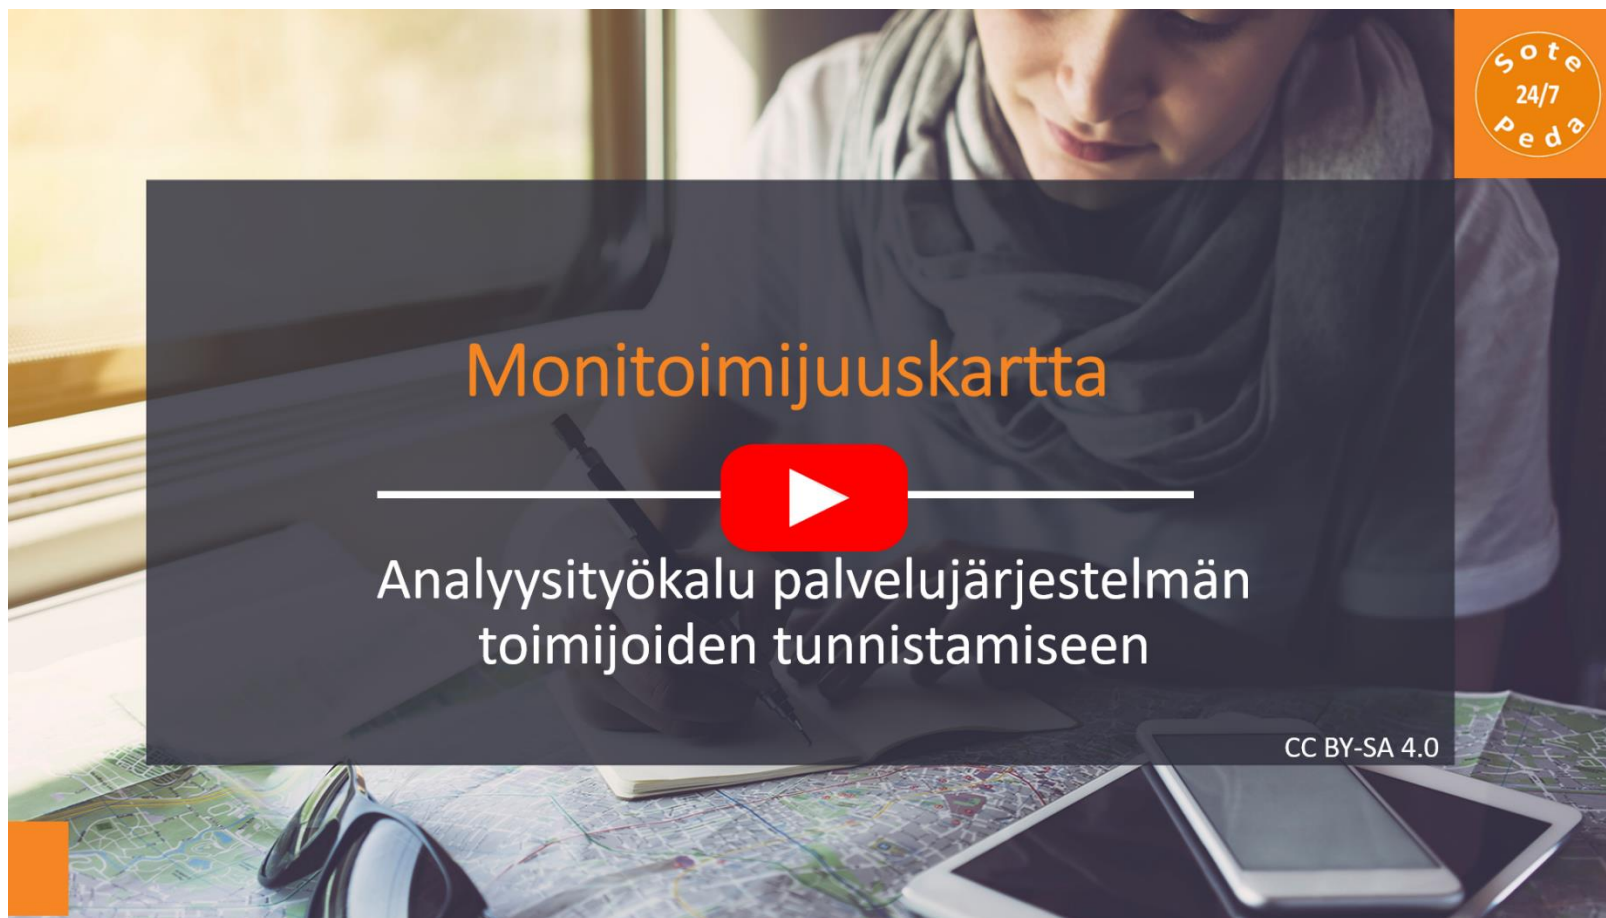 Sote
24/7
Peda
Monitoimijuuskartta
Analyysityökalu palvelujärjestelmän
toimijoiden tunnistamiseen
CC BY-SA 4.0